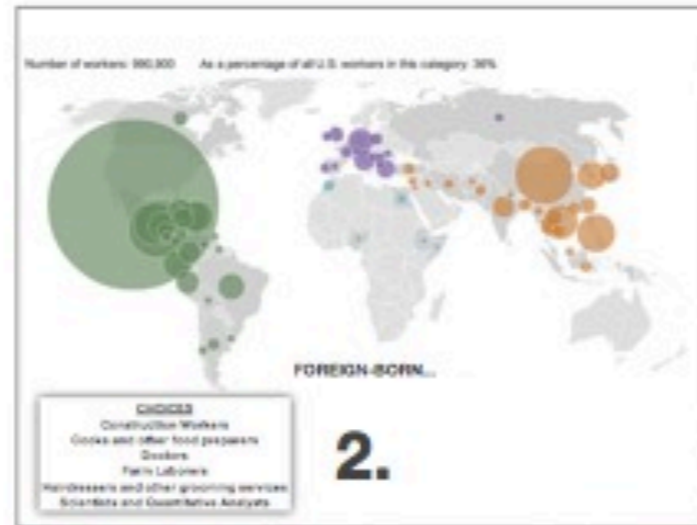 Number of workers: 990,900 As a percentage of all U.S. workers in this category: 36%
FOREIGN-BORN...
CHOICES
Construction Workers
Cooks and other food preparers
Doctors
Farm Laborers
Hairdressers and other grooming services
Scientists and Quantitative Analysts
2.